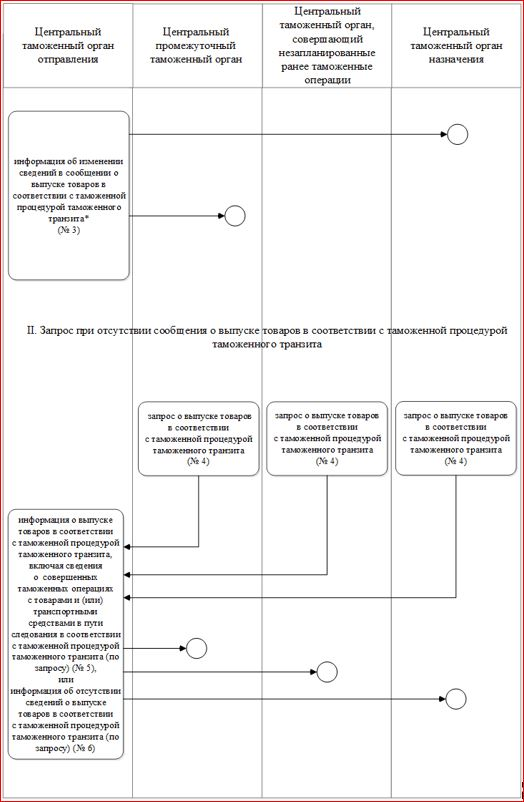 Центральный
таможенный орган
отправления
Центральный
промежуточный
таможенный орган
Центральный
таможенный орган,
совершающий
незапланированные
ранее таможенные
операции
Центральный
таможенный орган
назначения
информация об изменении
сведений в сообщении о
выпуске товаров в
соответствии с таможенной
процедурой таможенного
транзита*
(№ 3)
II. Запрос при отсутствии сообщения о выпуске товаров в соответствии с таможенной процедурой
таможенного транзита
запрос о выпуске товаров
в соответствии
с таможенной процедурой
таможенного транзита
(№ 4)
запрос о выпуске товаров
в соответствии
с таможенной процедурой
таможенного транзита
(№ 4)
запрос о выпуске товаров
в соответствии
с таможенной процедурой
таможенного транзита
(№ 4)
информация о выпуске
товаров в соответствии
с таможенной процедурой
таможенного транзита,
включая сведения
о совершенных
таможенных операциях
с товарами и (или)
транспортными
средствами в пути
следования в соответствии
с таможенной процедурой
таможенного транзита (по
запросу) (№ 5),
или
информация об отсутствии
сведений о выпуске
товаров в соответствии
с таможенной процедурой
таможенного транзита (по
запросу) (№ 6)